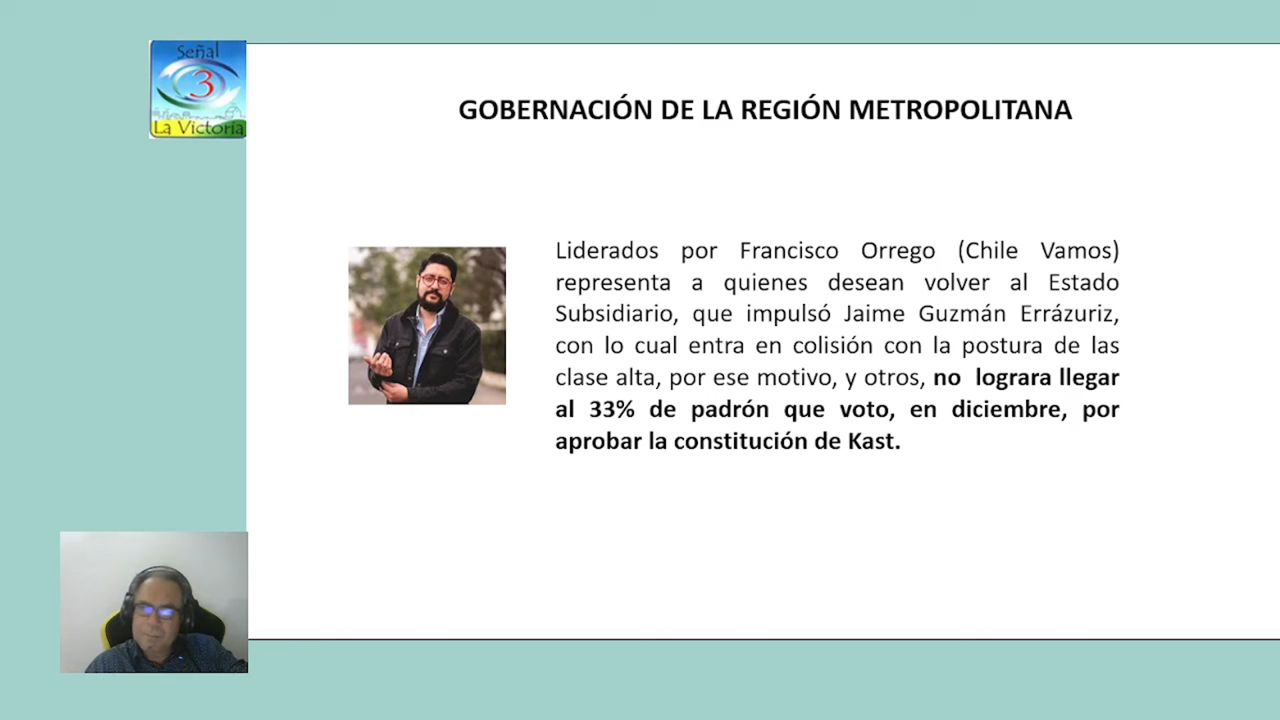 Señal
3
La Victoria
GOBERNACIÓN DE LA REGIÓN METROPOLITANA
Liderados por Francisco Orrego (Chile Vamos)
representa a quienes desean volver al Estado
Subsidiario, que impulsó Jaime Guzmán Errázuriz,
con lo cual entra en colisión con la postura de las
clase alta, por ese motivo, y otros, no lograra llegar
al 33% de padrón que voto, en diciembre, por
aprobar la constitución de Kast.